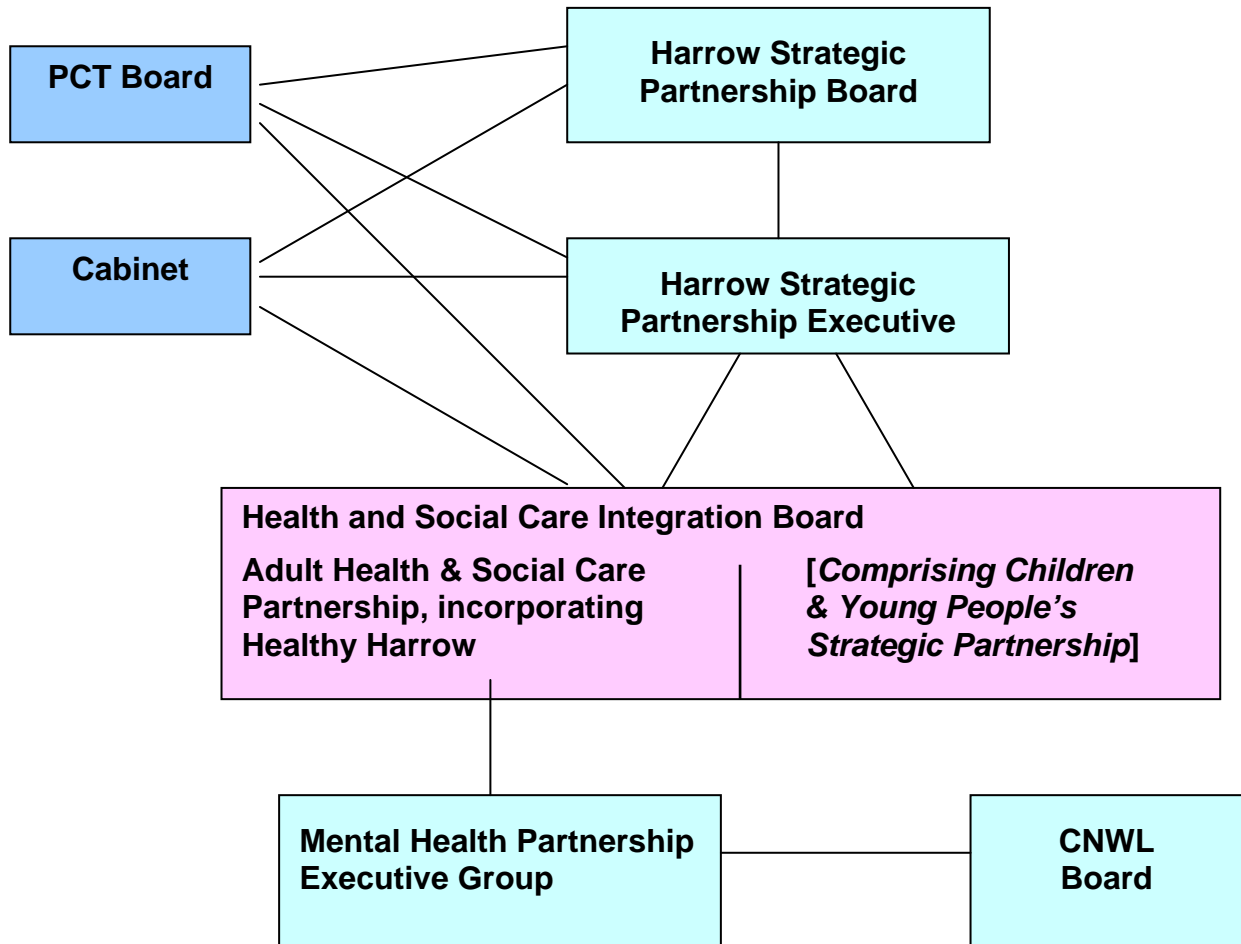 PCT Board
Harrow Strategic
Partnership Board
Cabinet
Harrow Strategic
Partnership Executive
Health and Social Care Integration Board
Adult Health & Social Care
Partnership, incorporating
Healthy Harrow
[Comprising Children
& Young People’s
Strategic Partnership]
Mental Health Partnership
Executive Group
CNWL
Board